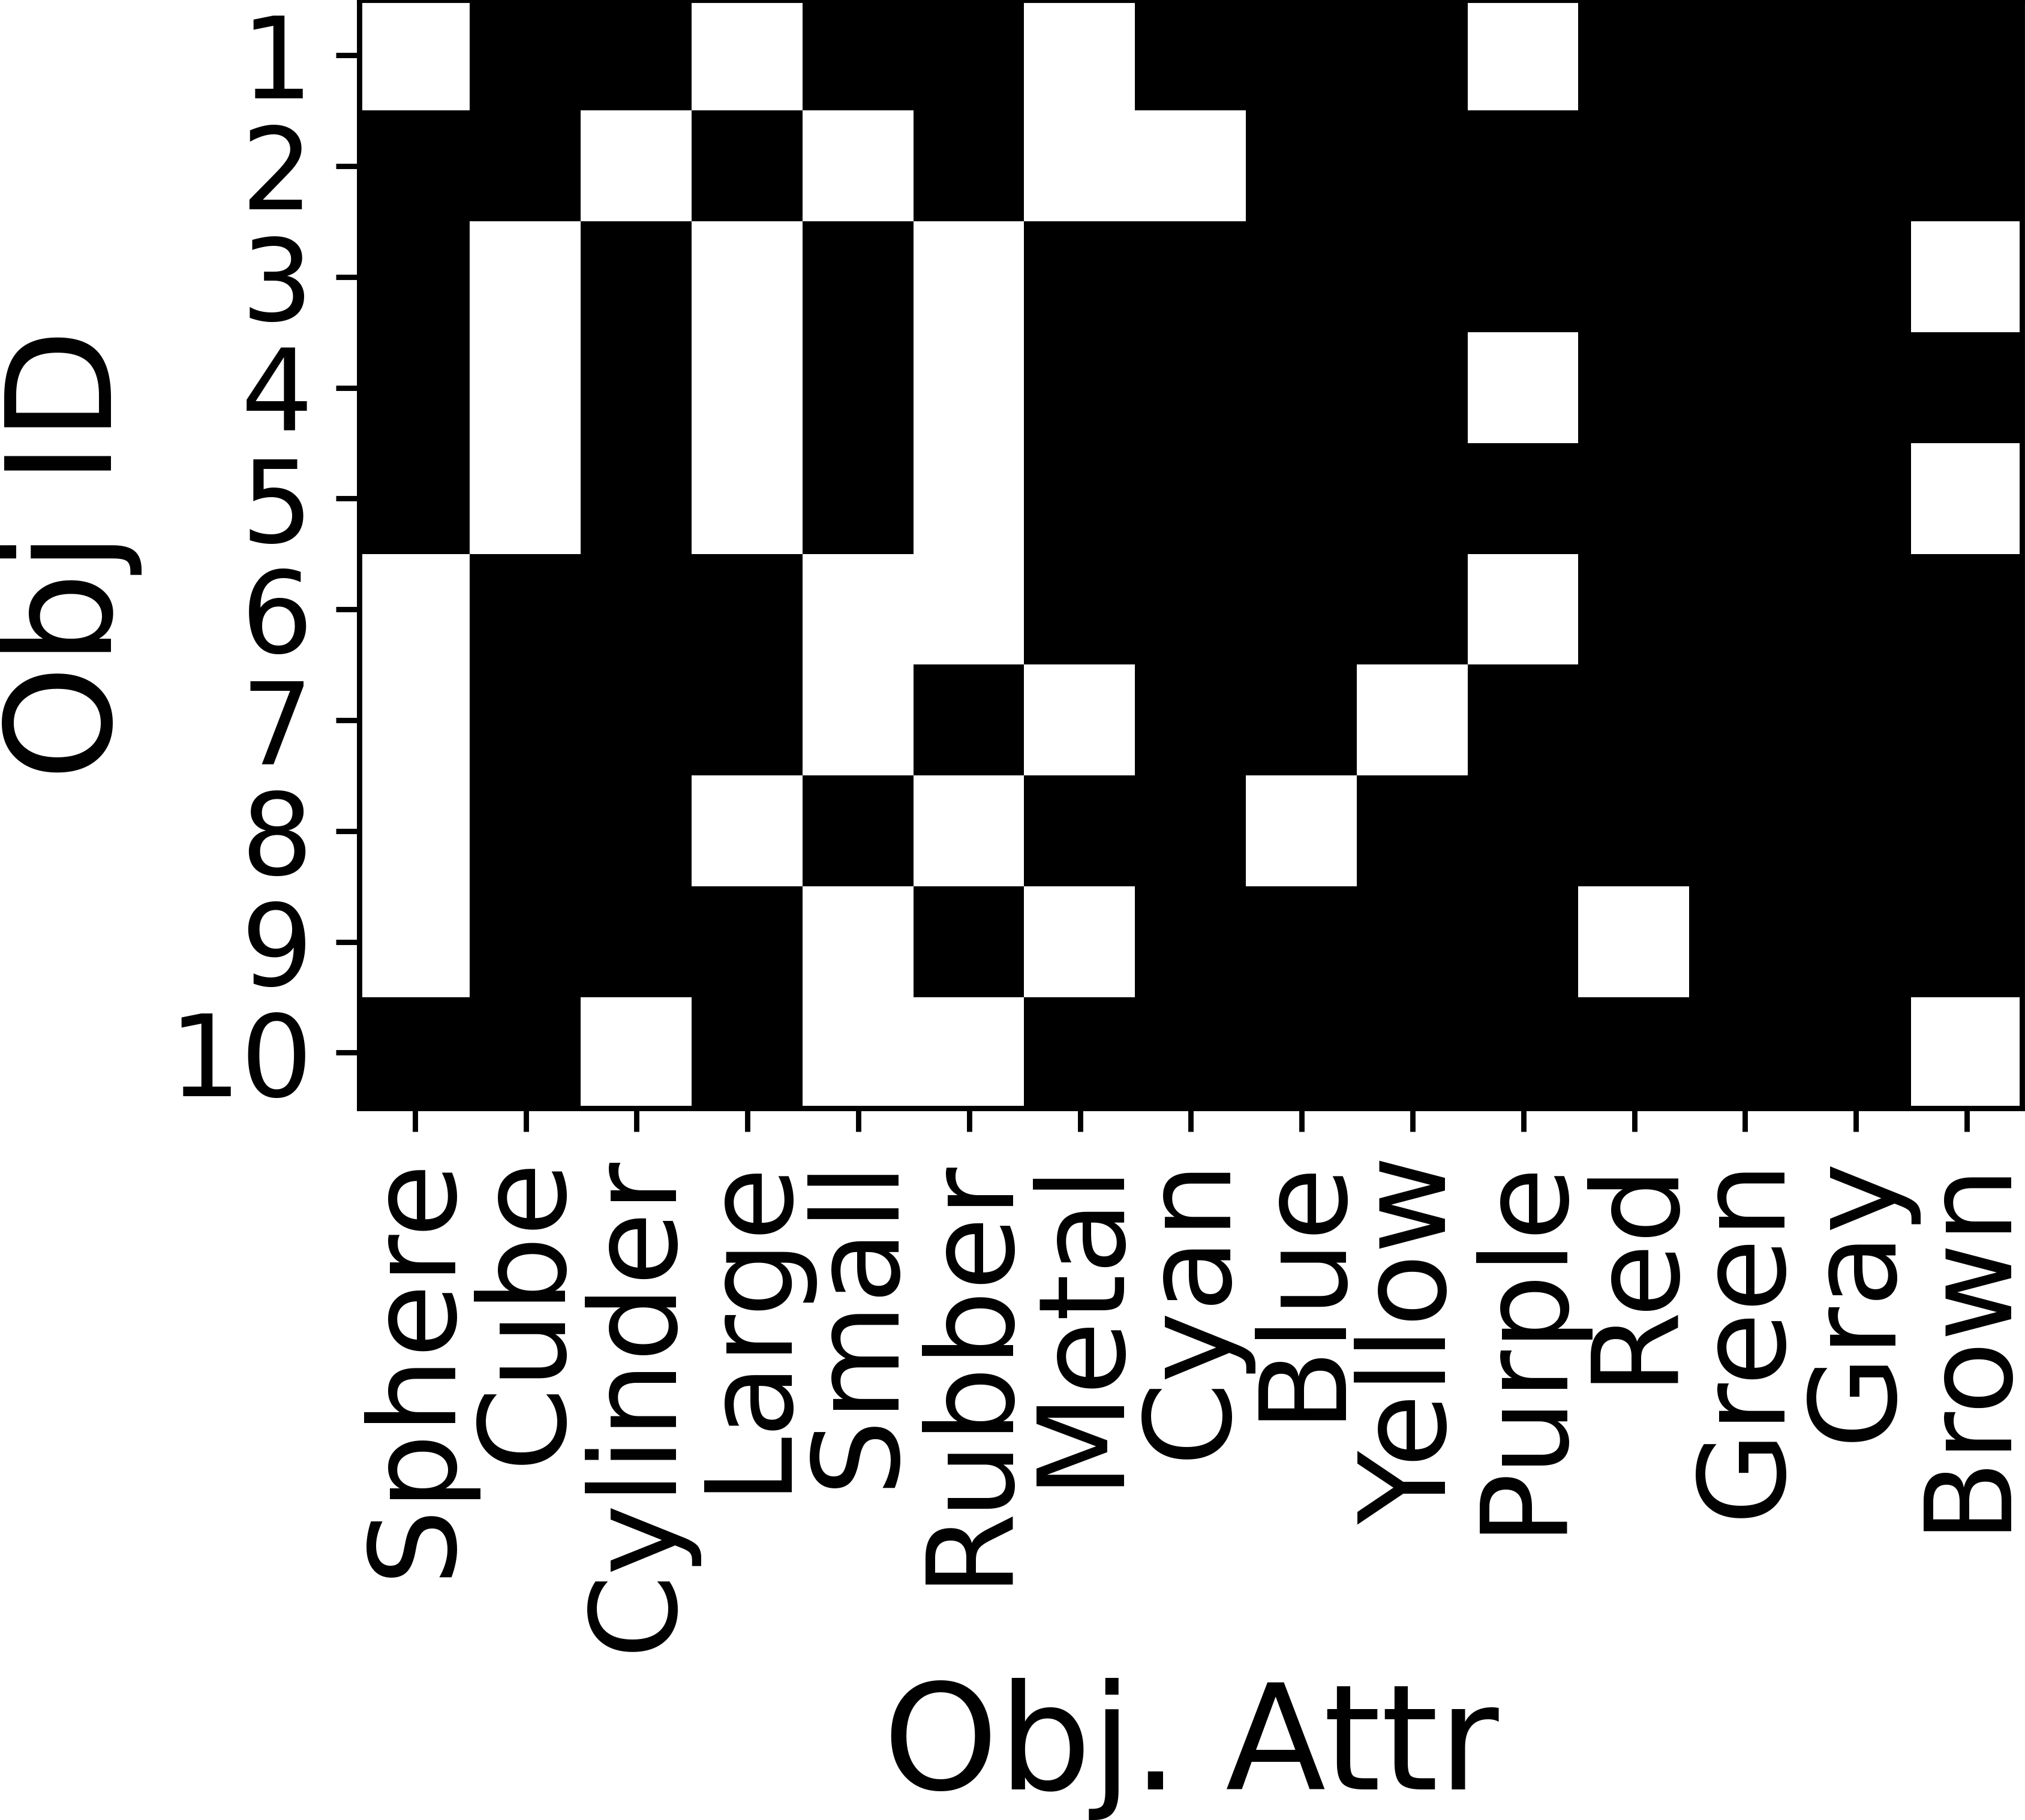 Obj ID
1
2
3
4
5
6
7
8
9
10
Sphere
Cube
Cylinder
Large
Small
Rubber
Metal
Cyan
Blue
Yellow
Purple
Red
Green
Gray
Brown
Obj. Attr